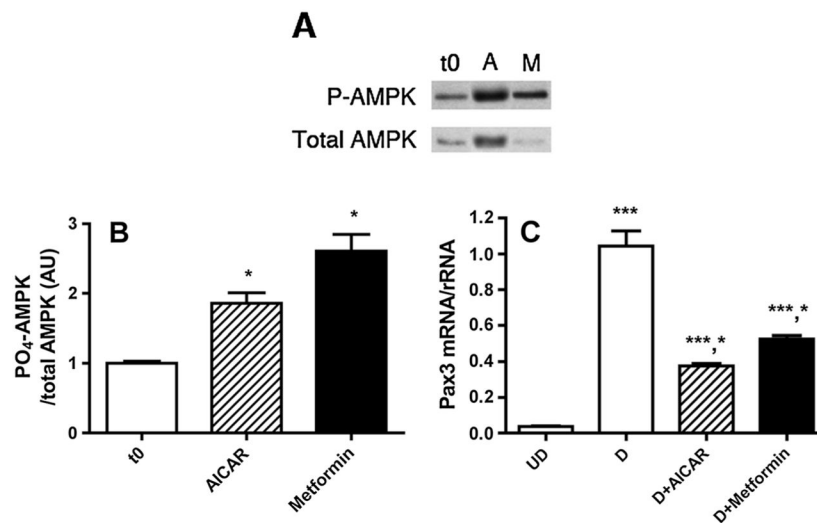 A
t0 A M
P-AMPK
Total AMPK
B
PO₄-AMPK
/total AMPK (AU)
3
2
1
0
*
*
t0
AICAR
Metformin
C
Pax3 mRNA/rRNA
1.2
1.0
0.8
0.6
0.4
0.2
0.0
***
***,*
***,*
UD
D
D+AICAR
D+Metformin